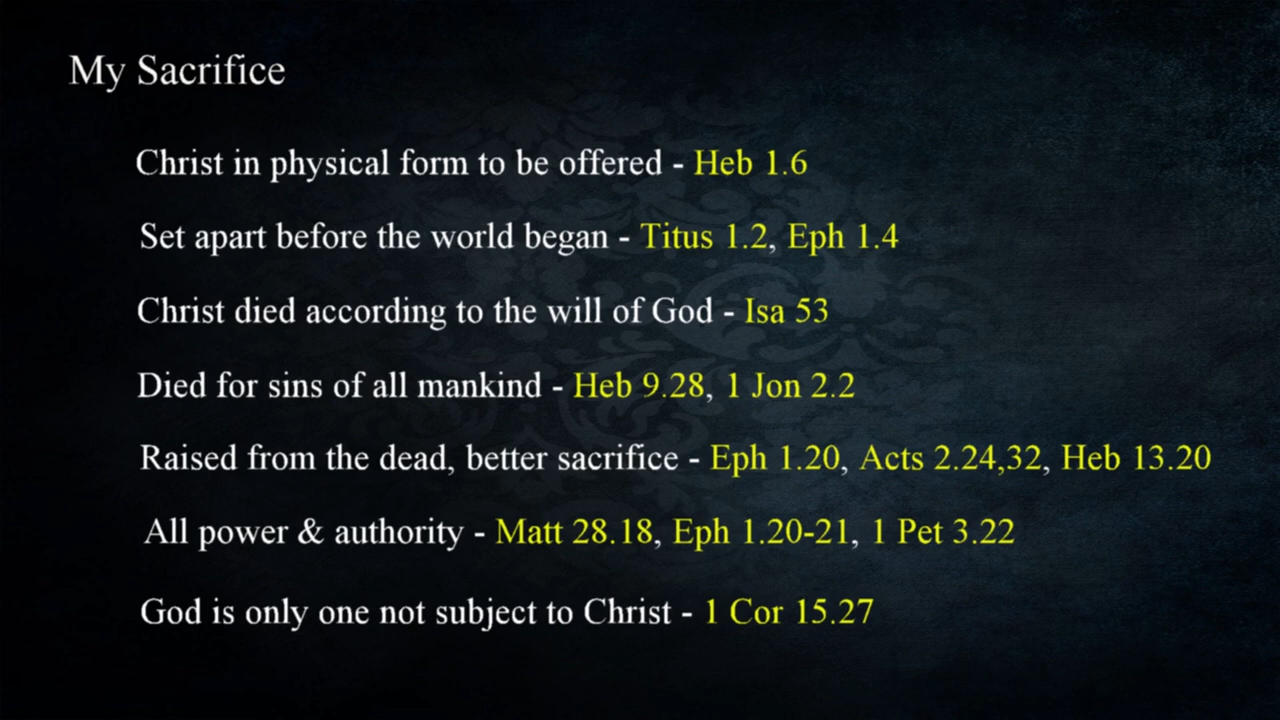 My Sacrifice
Christ in physical form to be offered - Heb 1.6
Set apart before the world began - Titus 1.2, Eph 1.4
Christ died according to the will of God - Isa 53
Died for sins of all mankind - Heb 9.28, 1 Jon 2.2
Raised from the dead, better sacrifice - Eph 1.20, Acts 2.24,32, Heb 13.20
All power & authority - Matt 28.18, Eph 1.20-21, 1 Pet 3.22
God is only one not subject to Christ - 1 Cor 15.27